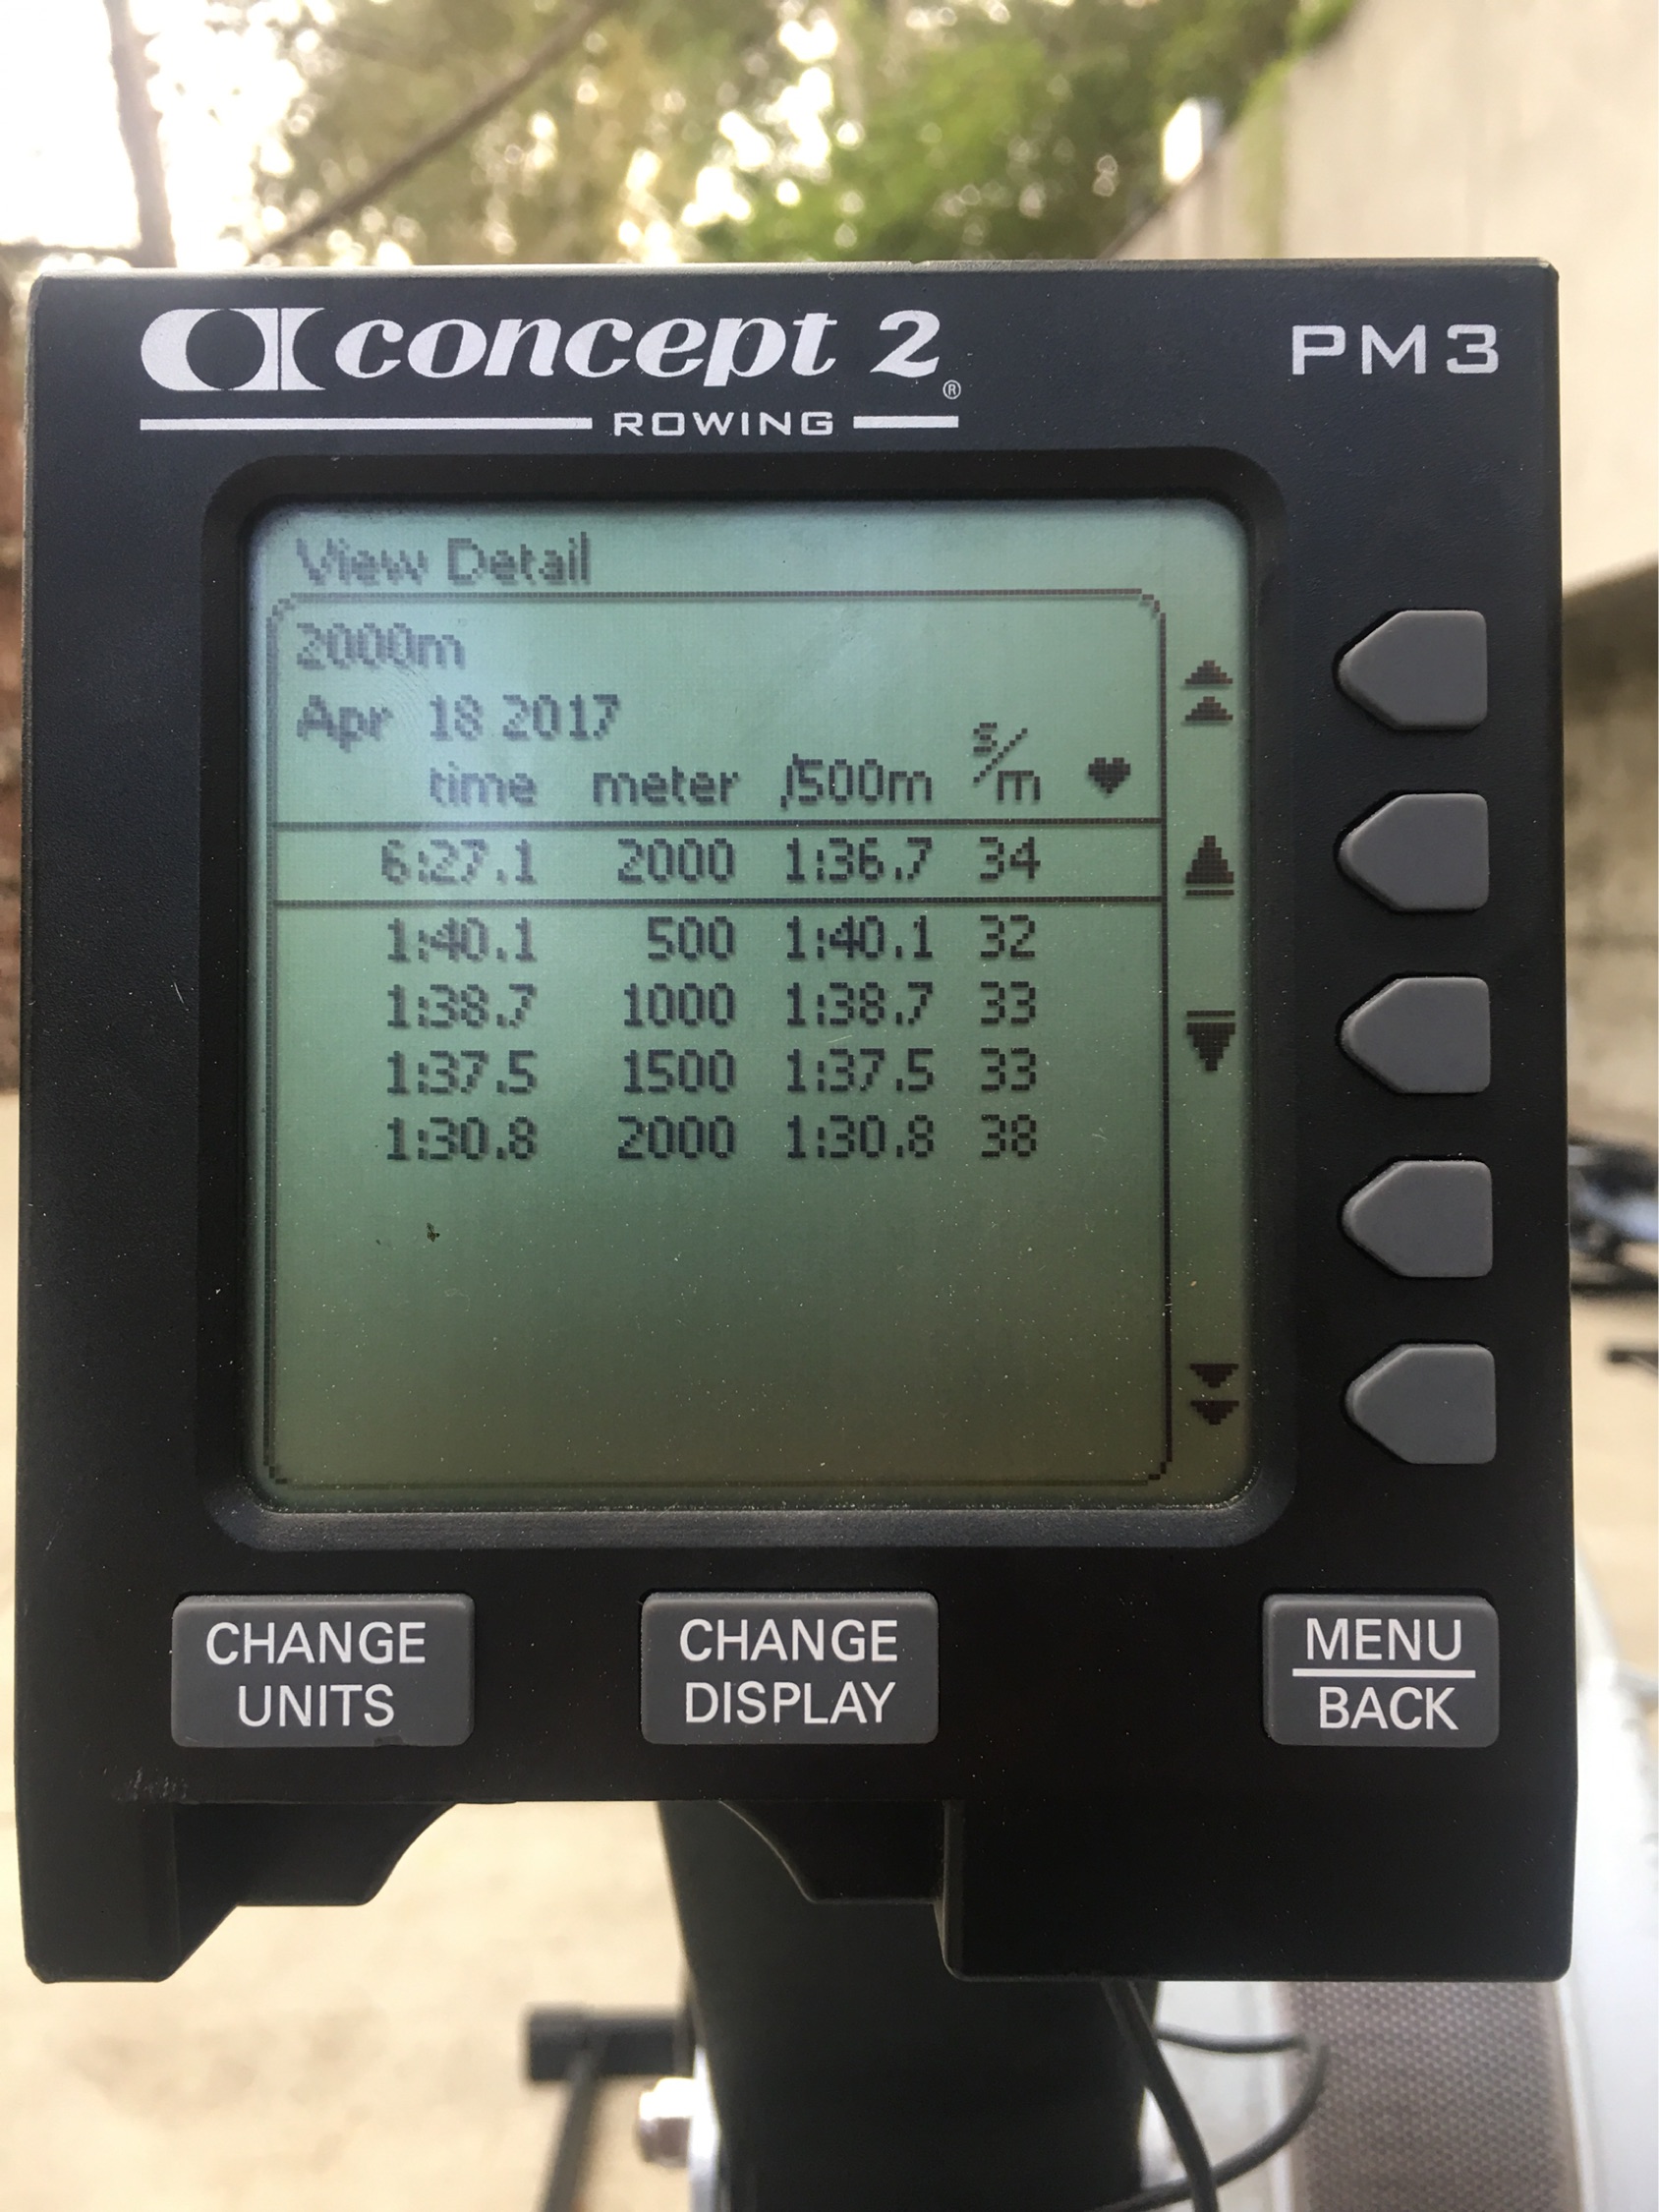 concept 2 ® PM3
ROWING
View Detail
2000m
Apr 18 2017
time meter /500m s/m ♥
6:27.1 2000 1:36.7 34
1:40.1 500 1:40.1 32
1:38.7 1000 1:38.7 33
1:37.5 1500 1:37.5 33
1:30.8 2000 1:30.8 38
CHANGE UNITS
CHANGE DISPLAY
MENU
BACK